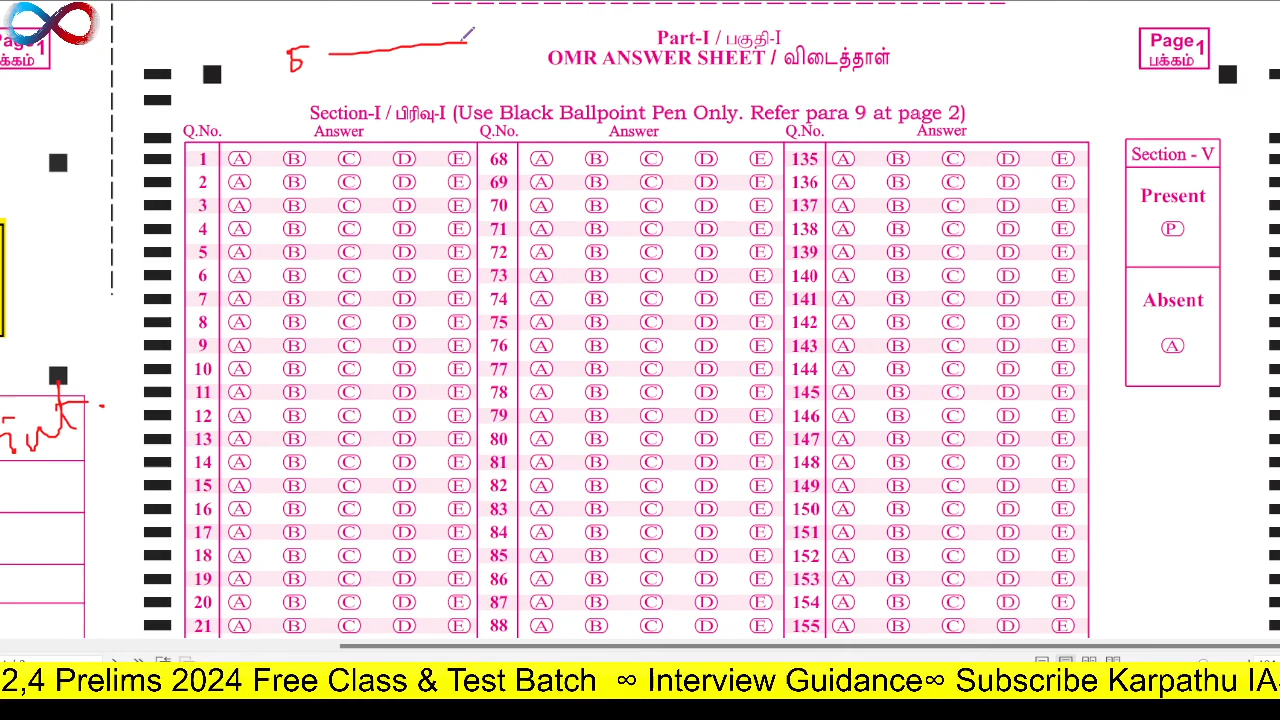 Page 1
பக்கம்
5
Part-I / பகுதி-I
OMR ANSWER SHEET / விடைத்தாள்
Page 1
பக்கம்
Section-I / பிரிவு-I (Use Black Ballpoint Pen Only. Refer para 9 at page 2)
Q.No. Answer Q.No. Answer Q.No. Answer
1 A B C D E 68 A B C D E 135 A B C D E
2 A B C D E 69 A B C D E 136 A B C D E
3 A B C D E 70 A B C D E 137 A B C D E
4 A B C D E 71 A B C D E 138 A B C D E
5 A B C D E 72 A B C D E 139 A B C D E
6 A B C D E 73 A B C D E 140 A B C D E
7 A B C D E 74 A B C D E 141 A B C D E
8 A B C D E 75 A B C D E 142 A B C D E
9 A B C D E 76 A B C D E 143 A B C D E
10 A B C D E 77 A B C D E 144 A B C D E
11 A B C D E 78 A B C D E 145 A B C D E
12 A B C D E 79 A B C D E 146 A B C D E
13 A B C D E 80 A B C D E 147 A B C D E
14 A B C D E 81 A B C D E 148 A B C D E
15 A B C D E 82 A B C D E 149 A B C D E
16 A B C D E 83 A B C D E 150 A B C D E
17 A B C D E 84 A B C D E 151 A B C D E
18 A B C D E 85 A B C D E 152 A B C D E
19 A B C D E 86 A B C D E 153 A B C D E
20 A B C D E 87 A B C D E 154 A B C D E
21 A B C D E 88 A B C D E 155 A B C D E
Section - V
Present
P
Absent
A
2,4 Prelims 2024 Free Class & Test Batch ∞ Interview Guidance∞ Subscribe Karpathu IA